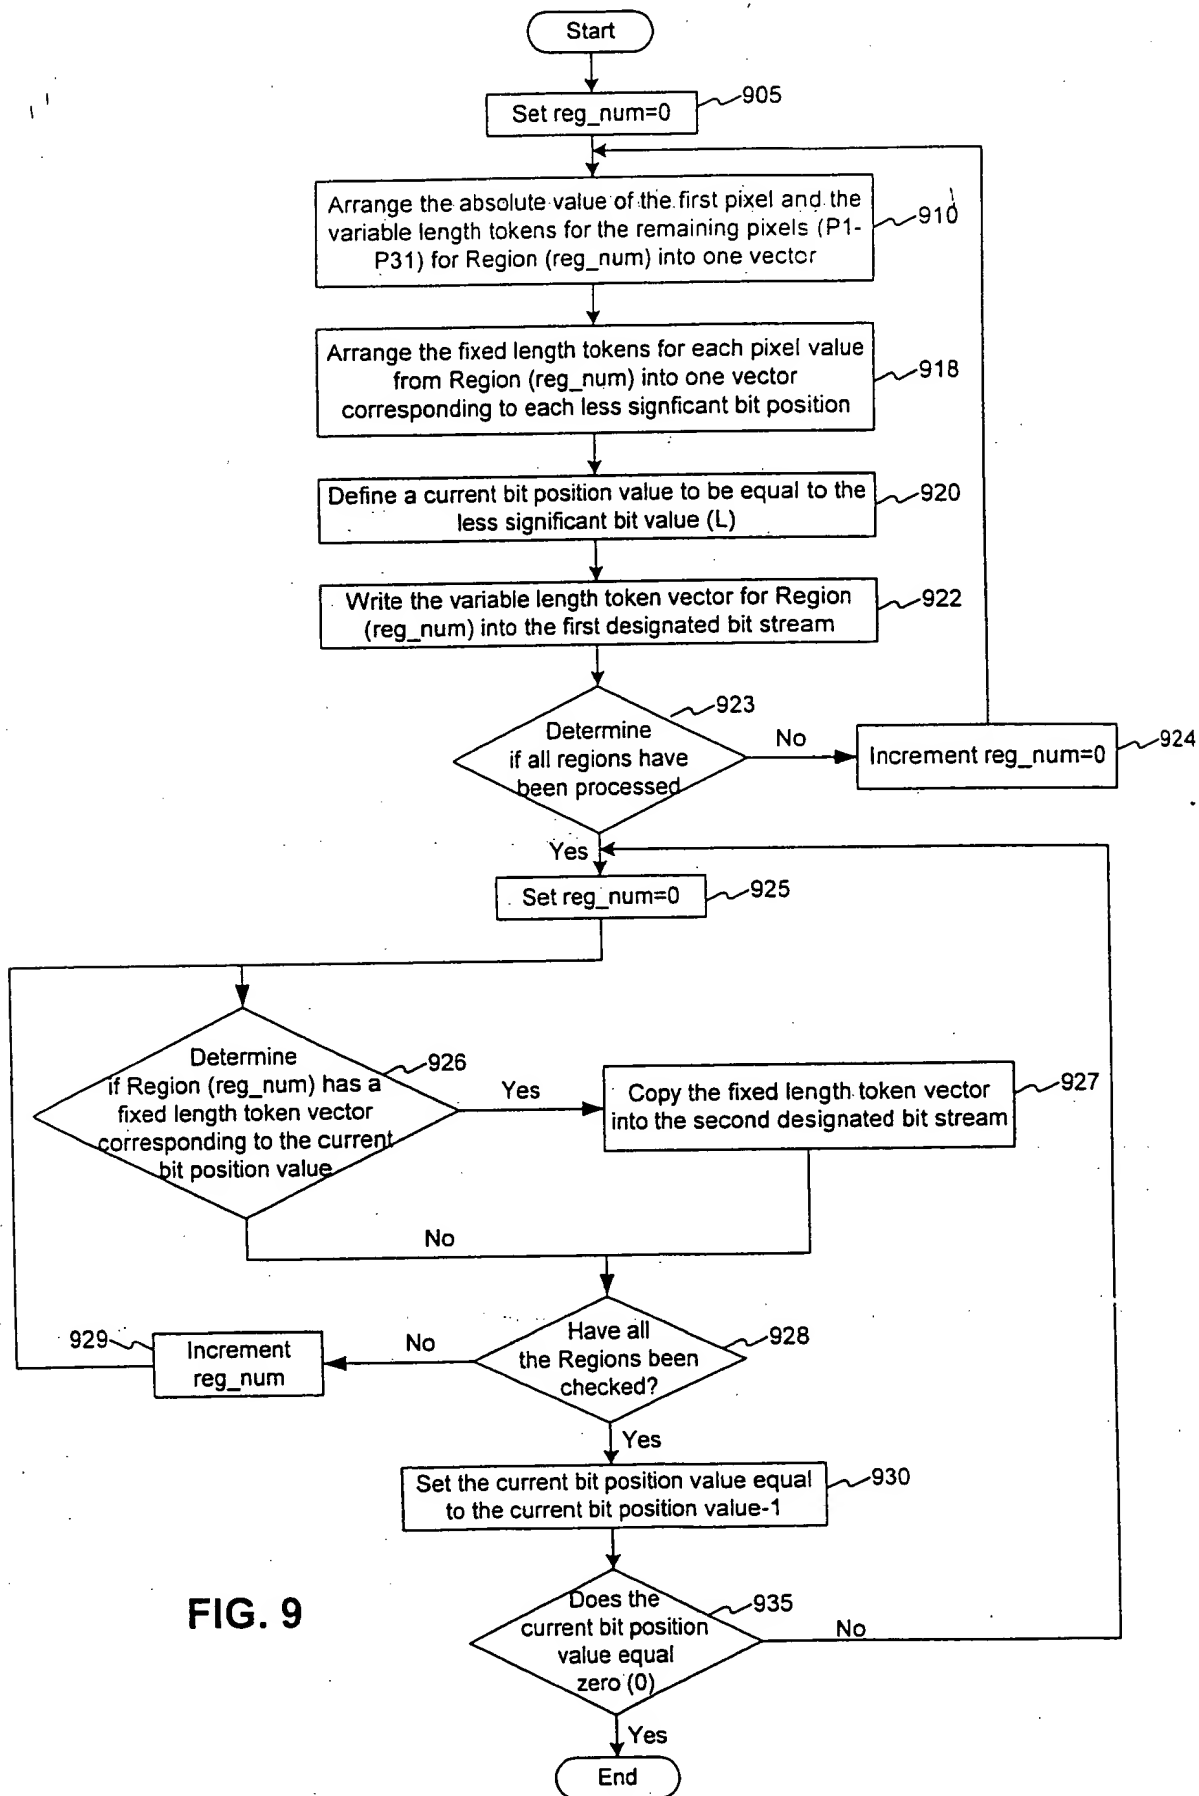 Start
Set reg_num=0
905
Arrange the absolute value of the first pixel and the
variable length tokens for the remaining pixels (P1-
P31) for Region (reg_num) into one vector
910
Arrange the fixed length tokens for each pixel value
from Region (reg_num) into one vector
corresponding to each less signficant bit position
918
Define a current bit position value to be equal to the
less significant bit value (L)
920
Write the variable length token vector for Region
(reg_num) into the first designated bit stream
922
923
Determine
if all regions have
been processed
No
Increment reg_num=0
924
Yes
Set reg_num=0
925
Determine
if Region (reg_num) has a
fixed length token vector
corresponding to the current
bit position value
926
Yes
Copy the fixed length token vector
into the second designated bit stream
927
No
Have all
the Regions been
checked?
928
No
929
Increment
reg_num
Yes
Set the current bit position value equal
to the current bit position value-1
930
Does the
current bit position
value equal
zero (0)
935
No
Yes
End
FIG. 9